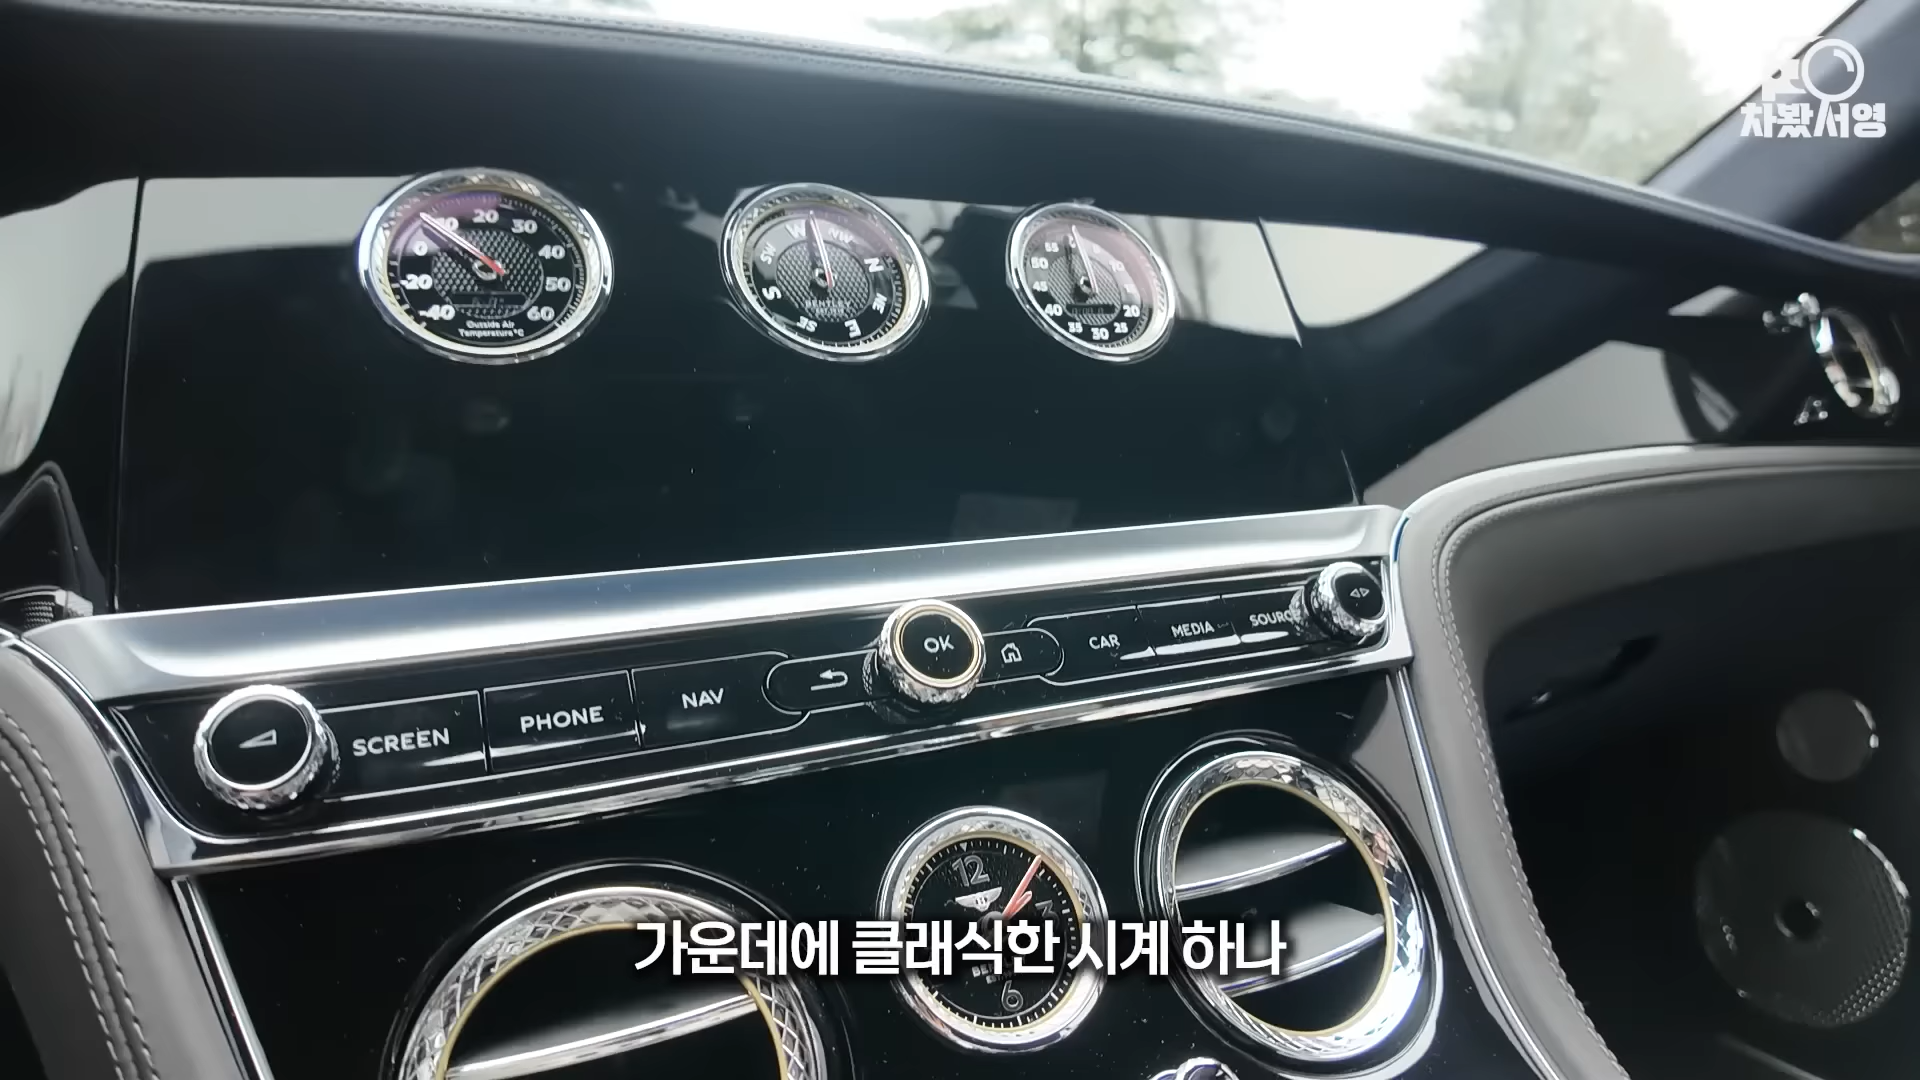 차봤서영
20
30
40
50
60
0
-20
-40
Outside Air
Temperature °C
W NW N NE E SE S SW
BENTLEY
55
50
45
40
35
30
25
20
SCREEN
PHONE
NAV
OK
CAR
MEDIA
SOURCE
12
6
가운데에 클래식한 시계 하나